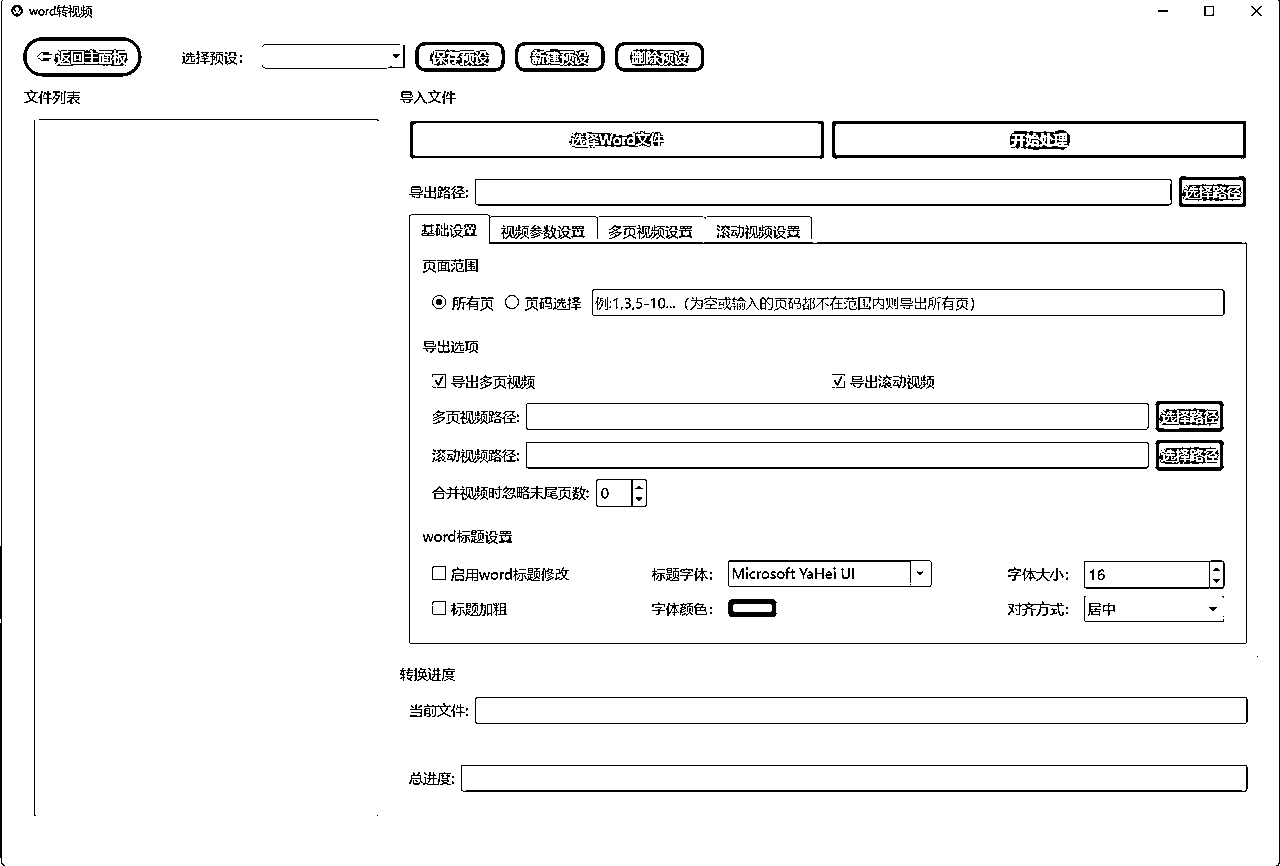 word转视频
返回主面板 选择预设： 保存预设 新建预设 删除预设
文件列表
导入文件
选择Word文件 开始处理
导出路径: 选择路径
基础设置 视频参数设置 多页视频设置 滚动视频设置
页面范围
所有页 页码选择 例:1,3,5-10... （为空或输入的页码都不在范围内则导出所有页）
导出选项
导出多页视频 导出滚动视频
多页视频路径: 选择路径
滚动视频路径: 选择路径
合并视频时忽略末尾页数: 0
word标题设置
启用word标题修改 标题字体： Microsoft YaHei UI 字体大小： 16
标题加粗 字体颜色： 对齐方式： 居中
转换进度
当前文件:
总进度: